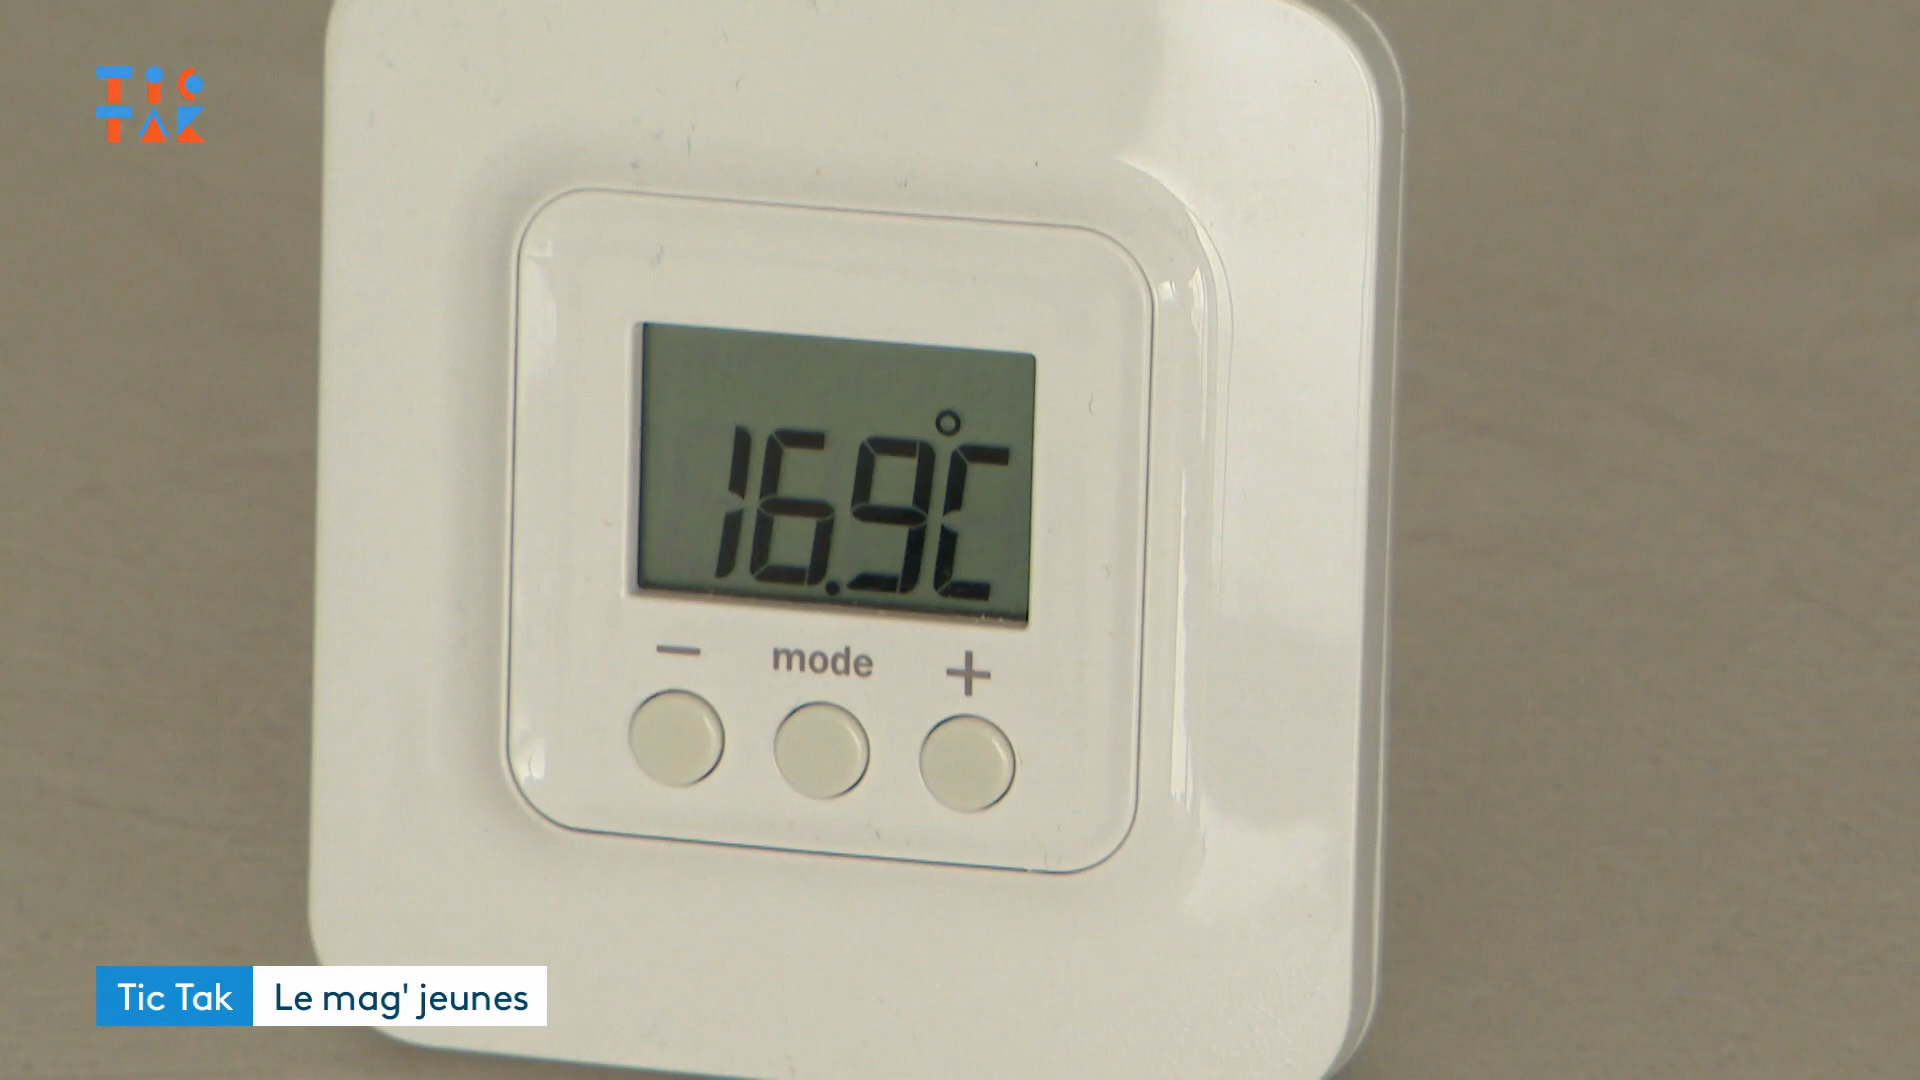 TIC
TAK
16.9°C
− mode +
Tic Tak Le mag' jeunes